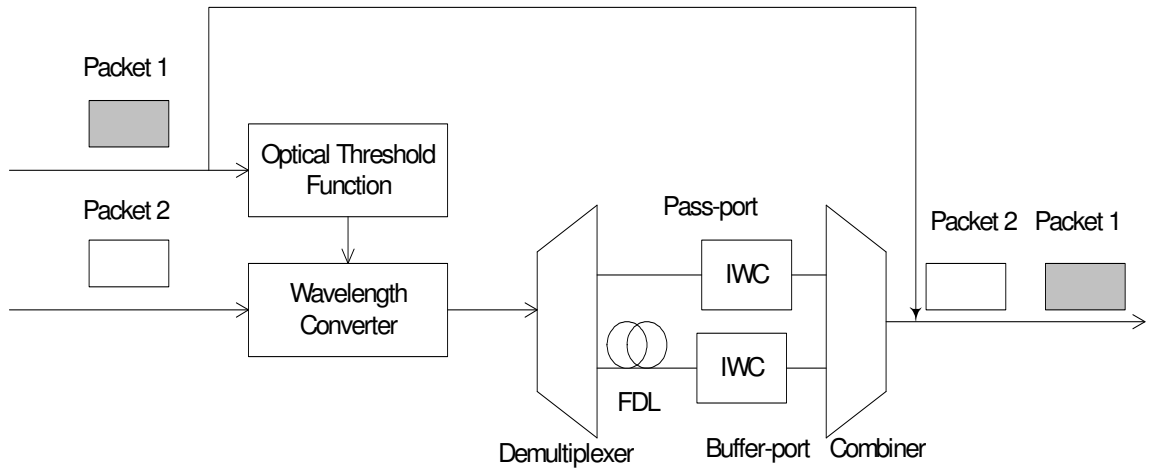 Packet 1
Optical Threshold
Function
Packet 2
Pass-port
Packet 2
Packet 1
IWC
Wavelength
Converter
IWC
FDL
Demultiplexer
Buffer-port
Combiner